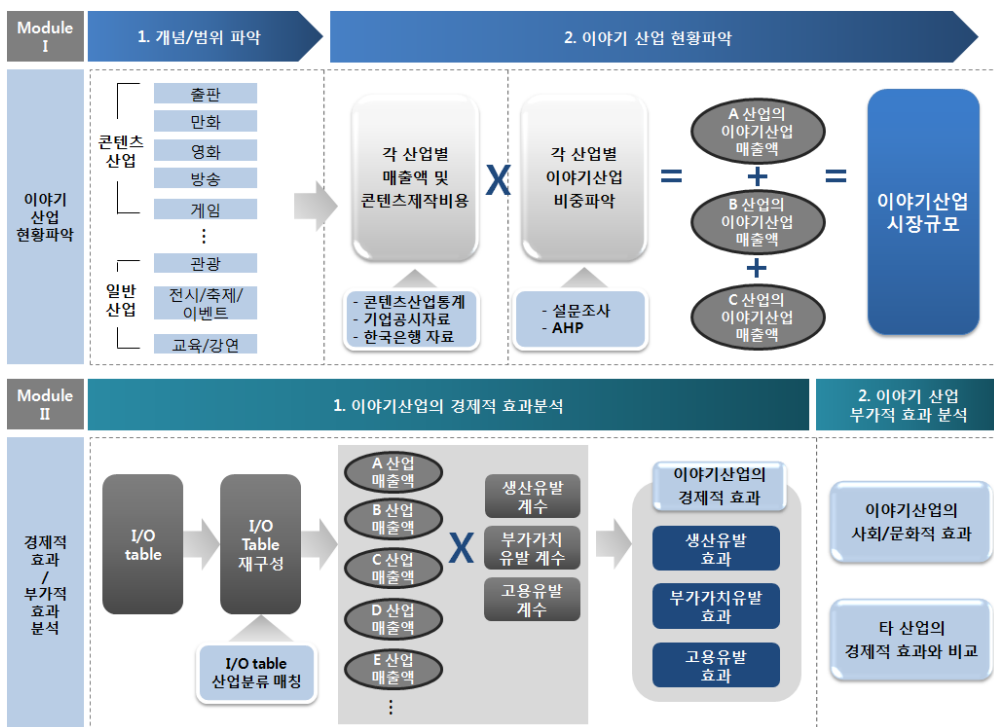 Module
I
1. 개념/범위 파악
2. 이야기 산업 현황파악
이야기
산업
현황파악
콘텐츠
산업
출판
만화
영화
방송
게임
⋮
일반
산업
관광
전시/축제/
이벤트
교육/강연
각 산업별
매출액 및
콘텐츠제작비용
- 콘텐츠산업통계
- 기업공시자료
- 한국은행 자료
X
각 산업별
이야기산업
비중파악
- 설문조사
- AHP
=
A 산업의
이야기산업
매출액
+
B 산업의
이야기산업
매출액
+
C 산업의
이야기산업
매출액
=
이야기산업
시장규모
Module
II
1. 이야기산업의 경제적 효과분석
2. 이야기 산업
부가적 효과 분석
경제적
효과
/
부가적
효과
분석
I/O
table
I/O
Table
재구성
I/O table
산업분류 매칭
A 산업
매출액
B 산업
매출액
C 산업
매출액
D 산업
매출액
E 산업
매출액
⋮
X
생산유발
계수
부가가치
유발 계수
고용유발
계수
이야기산업의
경제적 효과
생산유발
효과
부가가치유발
효과
고용유발
효과
이야기산업의
사회/문화적 효과
타 산업의
경제적 효과와 비교